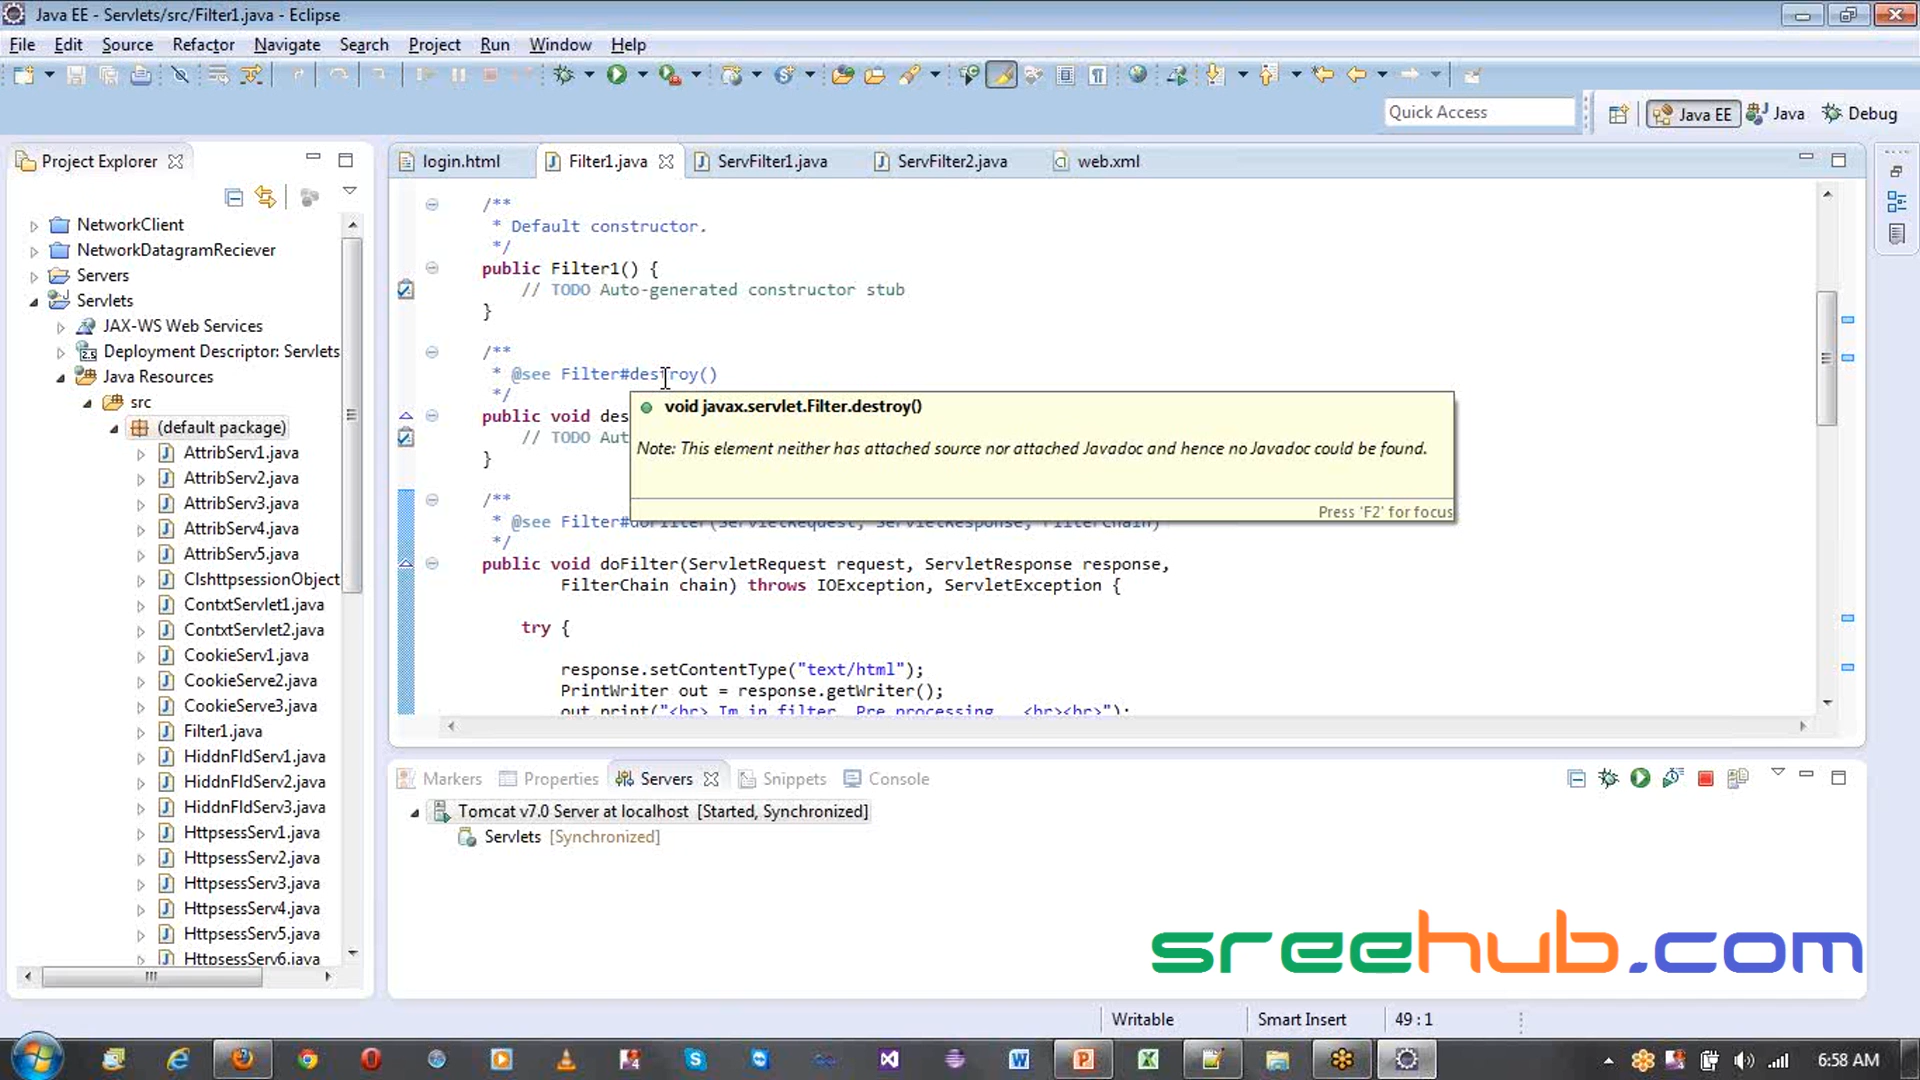 Java EE - Servlets/src/Filter1.java - Eclipse
File Edit Source Refactor Navigate Search Project Run Window Help
Quick Access
Java EE Java Debug
Project Explorer
NetworkClient
NetworkDatagramReciever
Servers
Servlets
JAX-WS Web Services
2.5 Deployment Descriptor: Servlets
Java Resources
src
(default package)
AttribServ1.java
AttribServ2.java
AttribServ3.java
AttribServ4.java
AttribServ5.java
ClshttpsessionObject
ContxtServlet1.java
ContxtServlet2.java
CookieServ1.java
CookieServe2.java
CookieServe3.java
Filter1.java
HiddnFldServ1.java
HiddnFldServ2.java
HiddnFldServ3.java
HttpsessServ1.java
HttpsessServ2.java
HttpsessServ3.java
HttpsessServ4.java
HttpsessServ5.java
HttpsessServ6.java
login.html Filter1.java ServFilter1.java ServFilter2.java web.xml
/**
* Default constructor.
*/
public Filter1() {
// TODO Auto-generated constructor stub
}
/**
* @see Filter#destroy()
*/
public void des
// TODO Aut
}
void javax.servlet.Filter.destroy()
Note: This element neither has attached source nor attached Javadoc and hence no Javadoc could be found.
Press 'F2' for focus
/**
* @see Filter#doFilter(ServletRequest, ServletResponse, FilterChain)
*/
public void doFilter(ServletRequest request, ServletResponse response,
FilterChain chain) throws IOException, ServletException {
try {
response.setContentType("text/html");
PrintWriter out = response.getWriter();
out.print("<br> Im in filter
Markers Properties Servers Snippets Console
Tomcat v7.0 Server at localhost [Started, Synchronized]
Servlets [Synchronized]
sreehub.com
Writable Smart Insert 49 : 1
6:58 AM